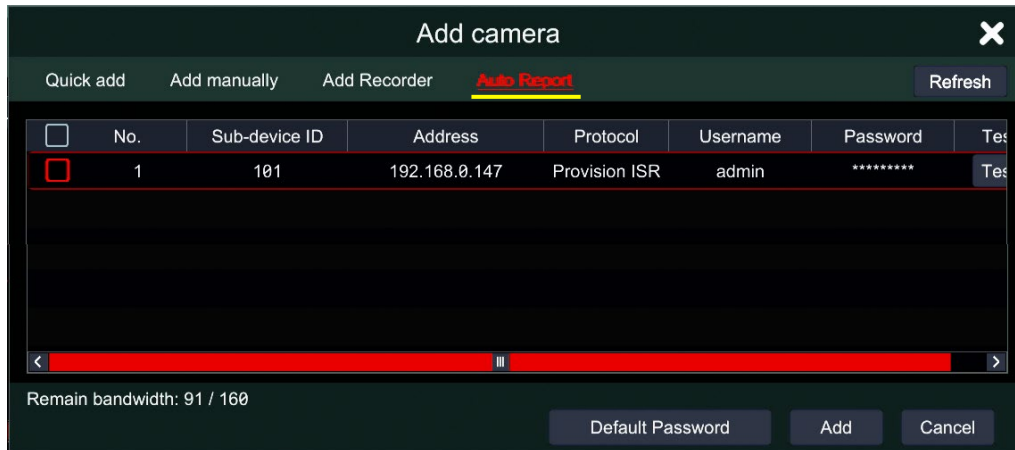 Add camera
Quick add Add manually Add Recorder Auto Report Refresh
No. Sub-device ID Address Protocol Username Password Tes
1 101 192.168.0.147 Provision ISR admin ********* Tes
Remain bandwidth: 91 / 160
Default Password Add Cancel